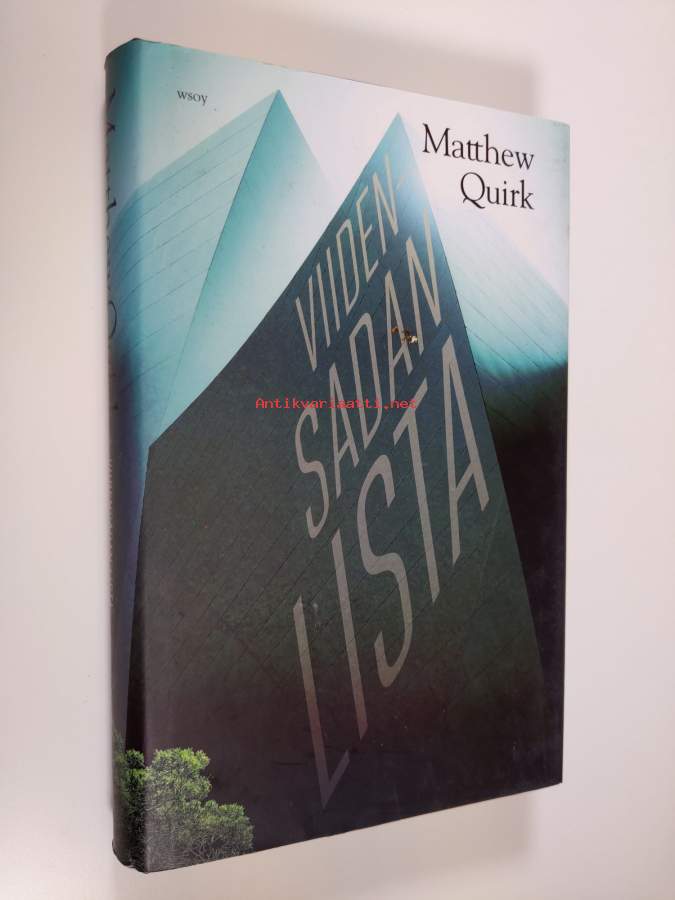 wsoy
Matthew
Quirk
VIIDEN-
SADAN
LISTA
Antikvariaatti.net